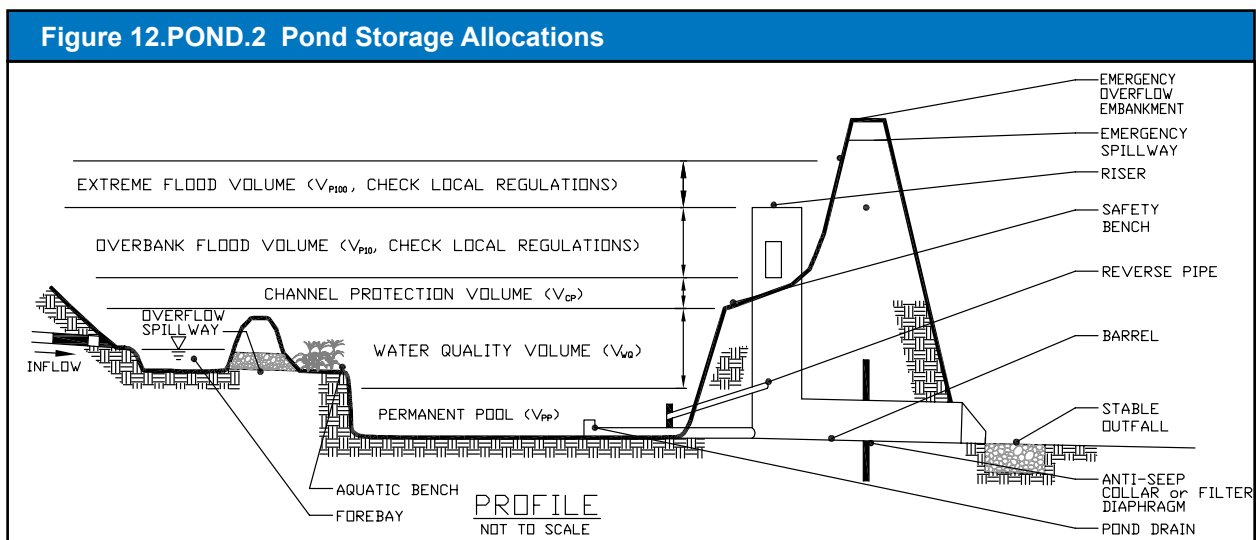 Figure 12.POND.2 Pond Storage Allocations
EMERGENCY
OVERFLOW
EMBANKMENT
EMERGENCY
SPILLWAY
RISER
SAFETY
BENCH
REVERSE PIPE
BARREL
STABLE
OUTFALL
ANTI-SEEP
COLLAR or FILTER
DIAPHRAGM
POND DRAIN
EXTREME FLOOD VOLUME (VP100, CHECK LOCAL REGULATIONS)
OVERBANK FLOOD VOLUME (VP10, CHECK LOCAL REGULATIONS)
CHANNEL PROTECTION VOLUME (VCP)
OVERFLOW
SPILLWAY
WATER QUALITY VOLUME (VWQ)
INFLOW
PERMANENT POOL (VPP)
AQUATIC BENCH
FOREBAY
PROFILE
NOT TO SCALE